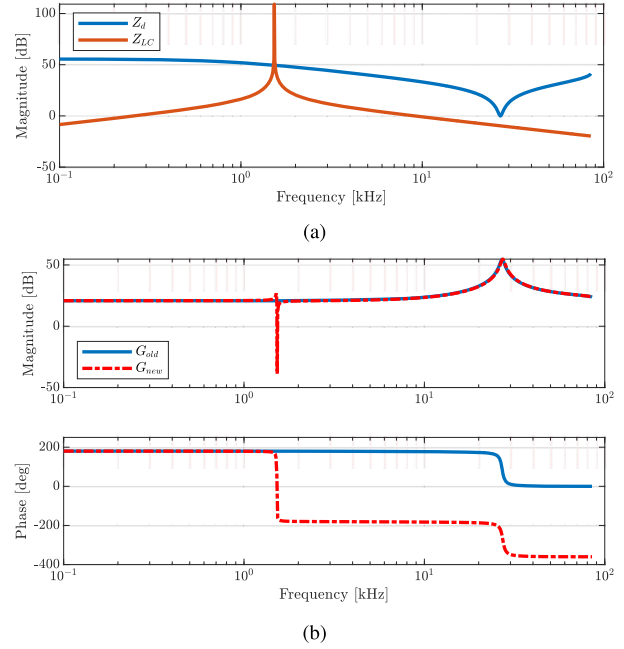 100
50
0
-50
Magnitude [dB]
Z_d
Z_LC
10^-1
10^0
10^1
10^2
Frequency [kHz]
(a)
50
0
-50
Magnitude [dB]
G_old
G_new
10^-1
10^0
10^1
10^2
200
0
-200
-400
Phase [deg]
10^-1
10^0
10^1
10^2
Frequency [kHz]
(b)